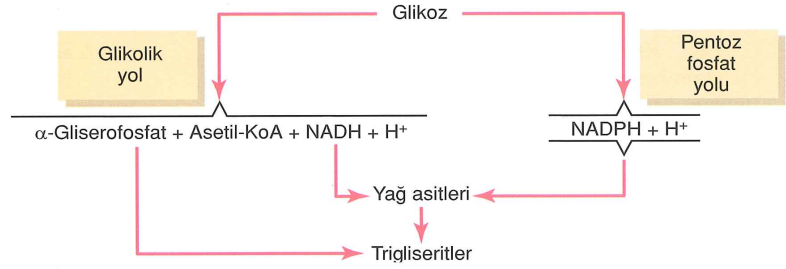 Glikoz
Glikolik
yol
Pentoz
fosfat
yolu
α-Gliserofosfat + Asetil-KoA + NADH + H+
NADPH + H+
Yağ asitleri
Trigliseritler